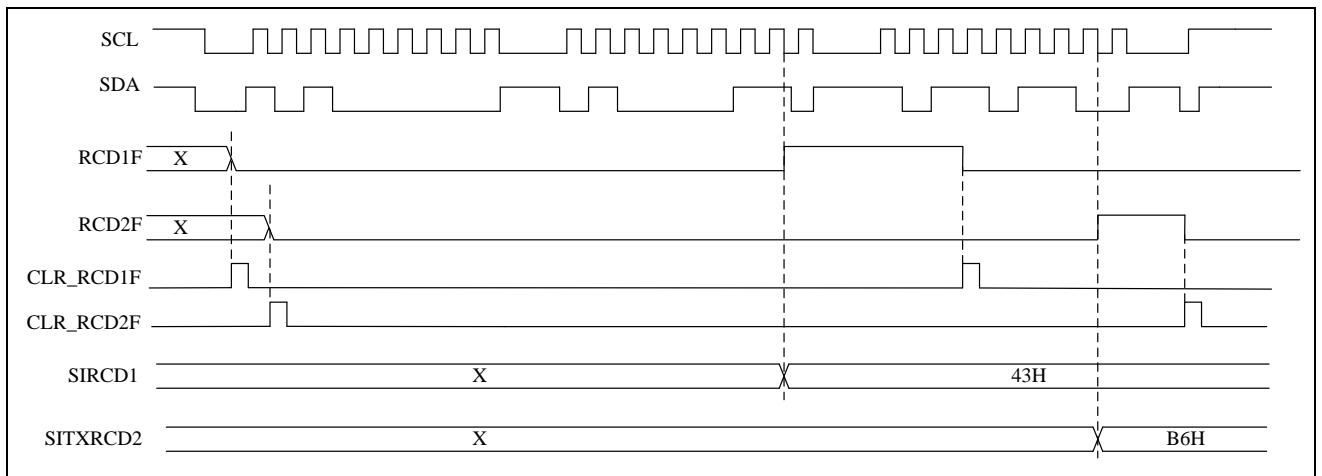 SCL
SDA
RCD1F X
RCD2F X
CLR_RCD1F
CLR_RCD2F
SIRCD1 X 43H
SITXRCD2 X B6H